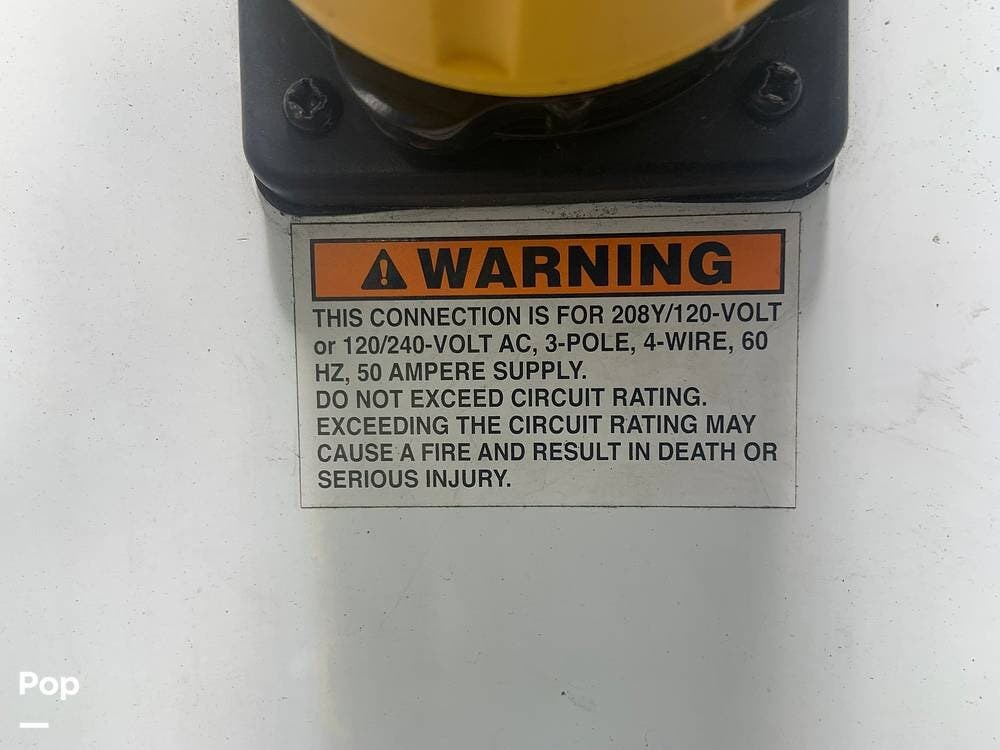 WARNING
THIS CONNECTION IS FOR 208Y/120-VOLT
or 120/240-VOLT AC, 3-POLE, 4-WIRE, 60
HZ, 50 AMPERE SUPPLY.
DO NOT EXCEED CIRCUIT RATING.
EXCEEDING THE CIRCUIT RATING MAY
CAUSE A FIRE AND RESULT IN DEATH OR
SERIOUS INJURY.
Pop